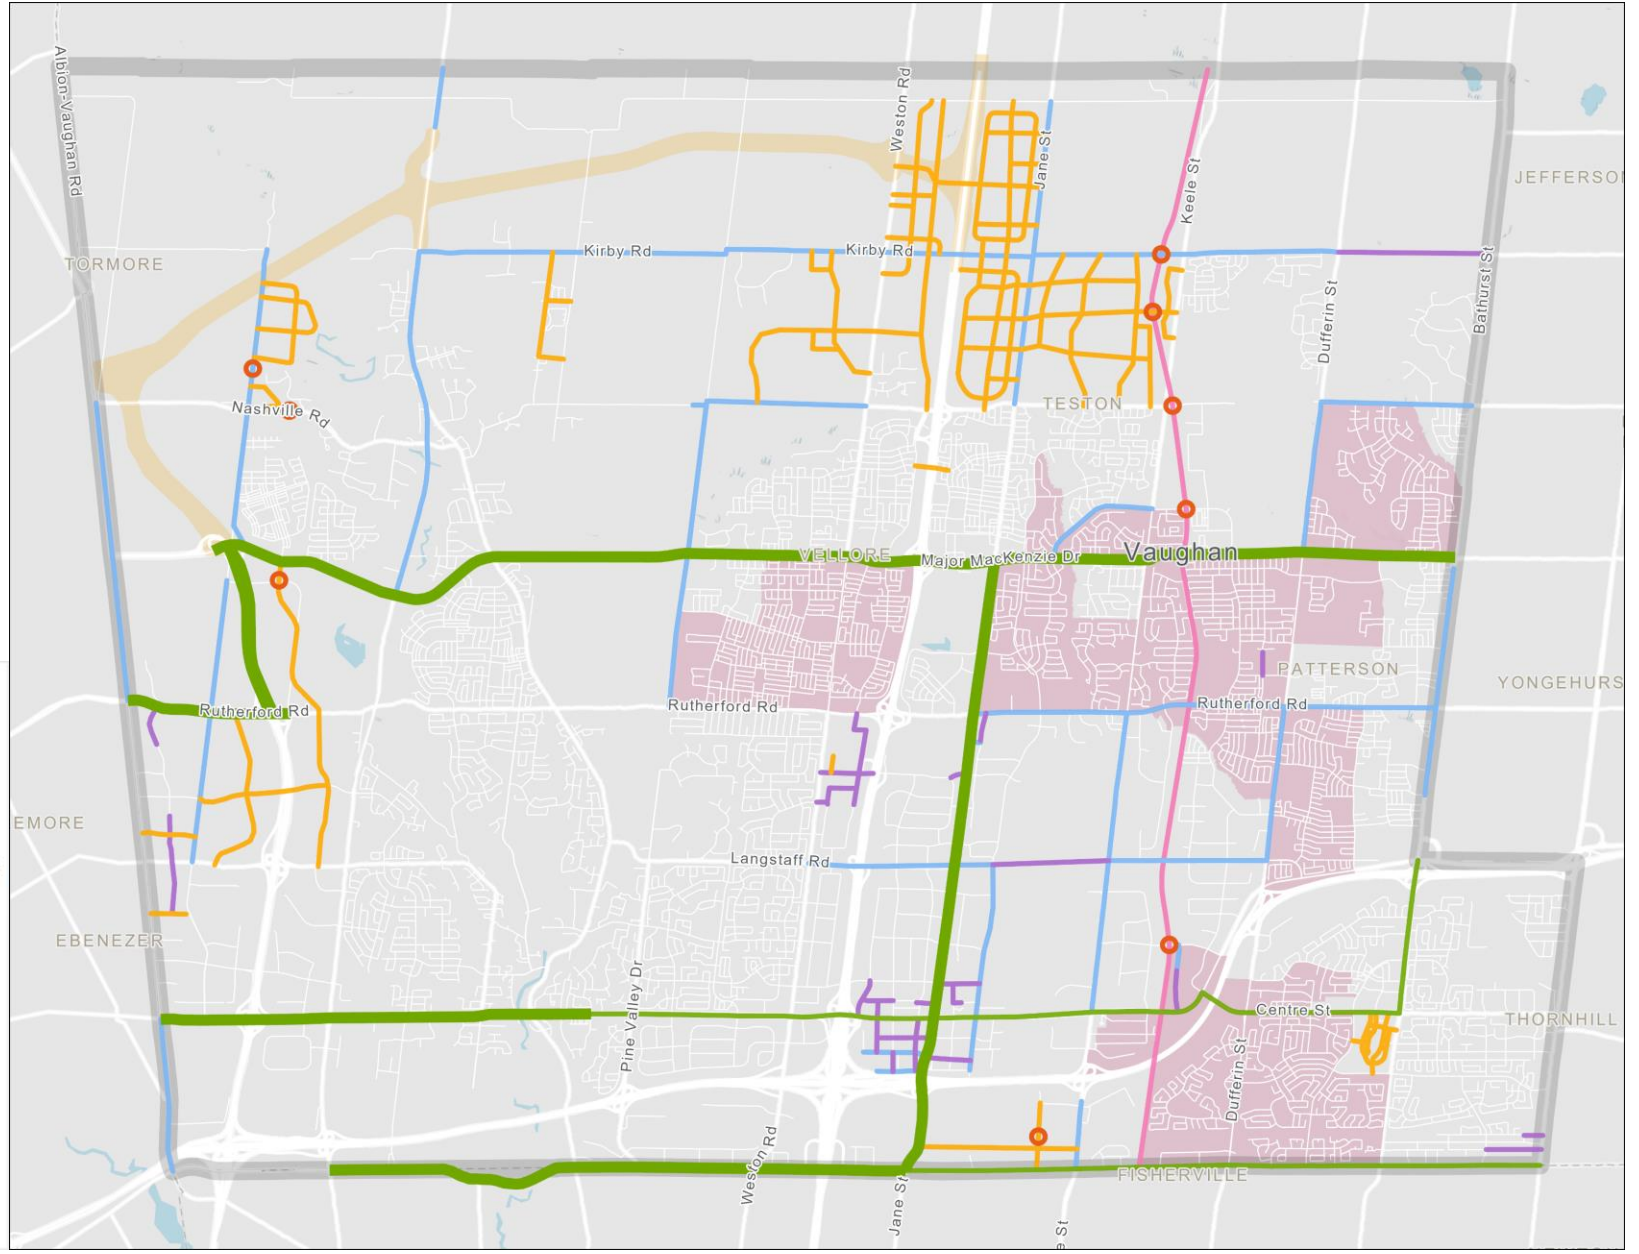 Albion-Vaughan Rd
Weston Rd
Jane St
Keele St
JEFFERSO
TORMORE
Kirby Rd
Kirby Rd
Dufferin St
Bathurst St
Nashville Rd
TESTON
VELLORE
Major MacKenzie Dr
Vaughan
PATTERSON
YONGEHURS
Rutherford Rd
Rutherford Rd
Rutherford Rd
EMORE
Langstaff Rd
EBENEZER
Pine Valley Dr
Centre St
THORNHILL
Dufferin St
Weston Rd
FISHERVILLE
Jane St
e St